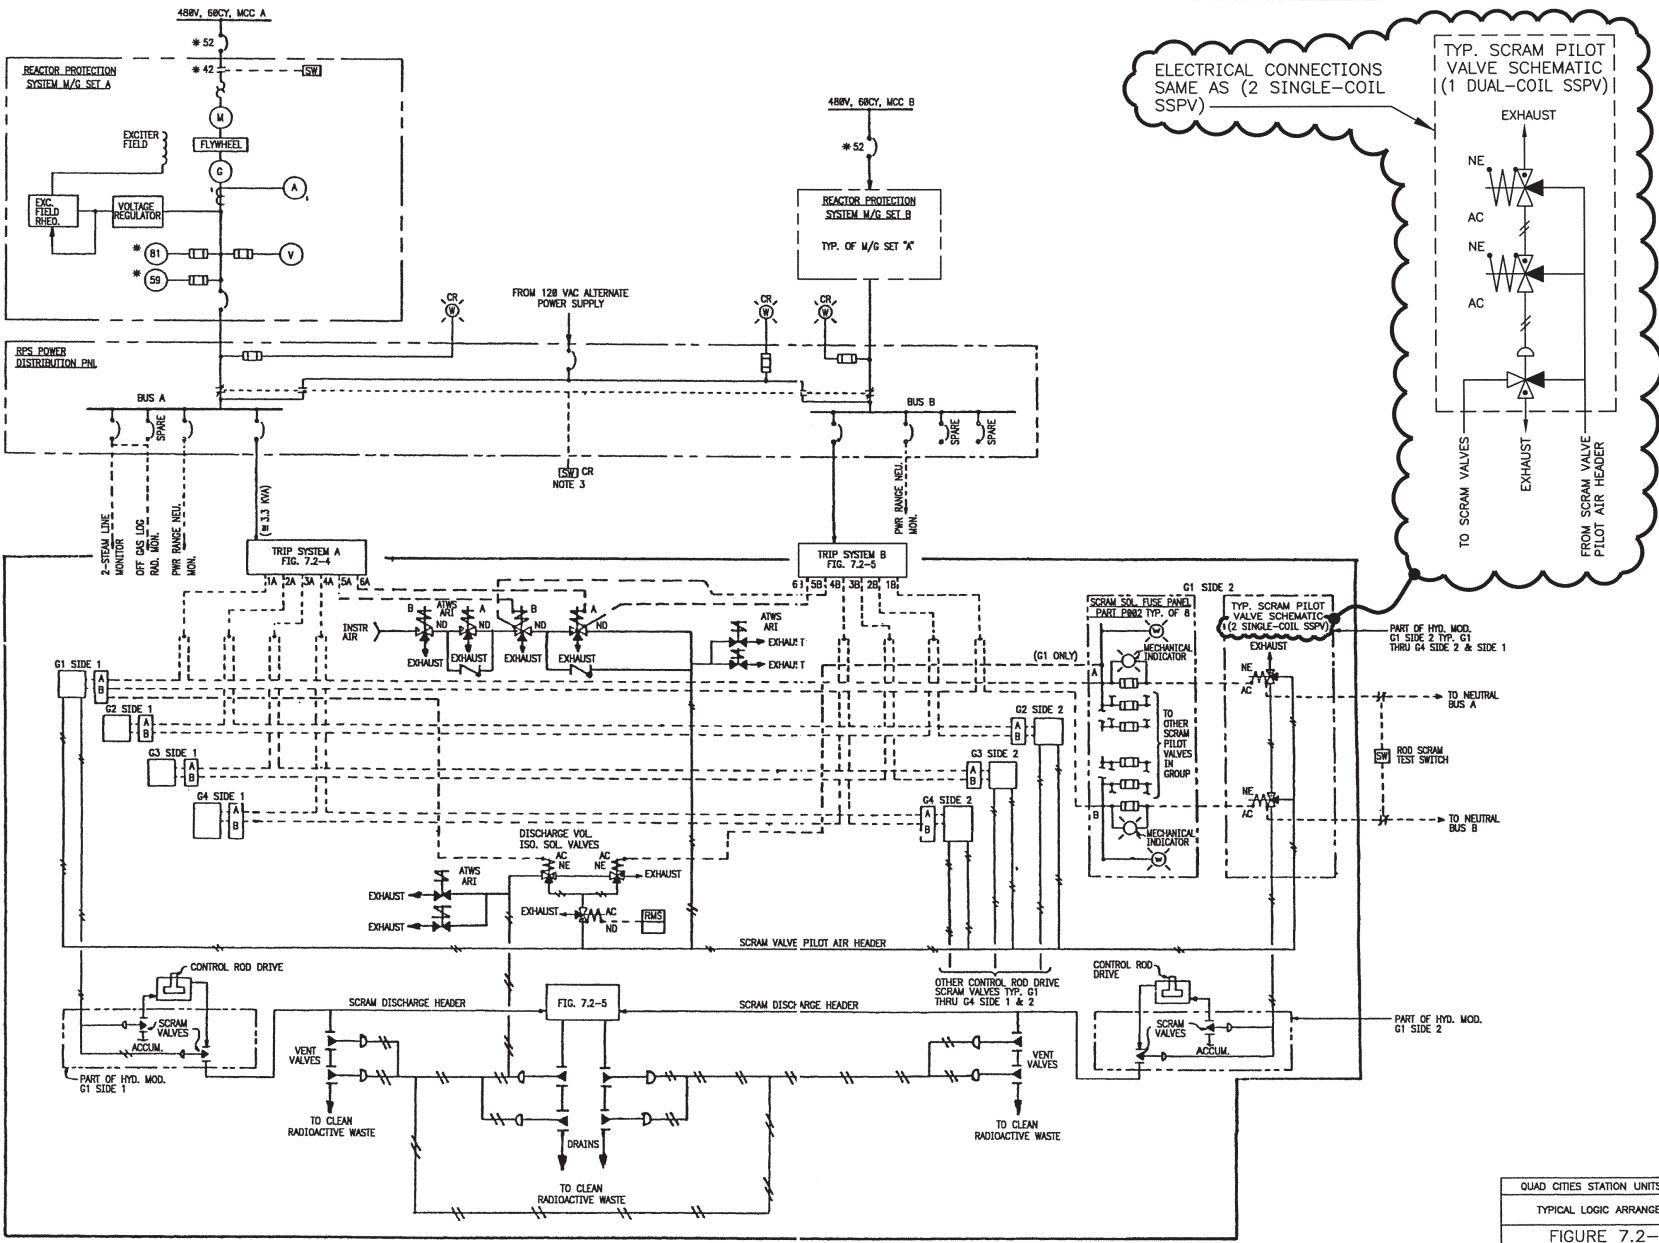 480V, 60CY, MCC A
*52
REACTOR PROTECTION
SYSTEM M/G SET A
*42
SW
M
EXCITER
FIELD
FLYWHEEL
G
A
EXC.
FIELD
RHEO.
VOLTAGE
REGULATOR
* 81
V
* 59
480V, 60CY, MCC B
*52
REACTOR PROTECTION
SYSTEM M/G SET B
TYP. OF M/G SET "A"
ELECTRICAL CONNECTIONS
SAME AS (2 SINGLE-COIL
SSPV)
TYP. SCRAM PILOT
VALVE SCHEMATIC
(1 DUAL-COIL SSPV)
EXHAUST
NE
AC
NE
AC
TO SCRAM VALVES
EXHAUST
FROM SCRAM VALVE
PILOT AIR HEADER
CR
W
FROM 120 VAC ALTERNATE
POWER SUPPLY
CR
W
CR
W
RPS POWER
DISTRIBUTION PNL
BUS A
BUS B
SPARE
SPARE
SPARE
SW CR
NOTE 3
2-STEAM LINE
MONITOR
OFF GAS LOG
RAD. MON.
PWR RANGE NEU.
MON.
(≅ 3.3 KVA)
PWR RANGE NEU.
MON.
TRIP SYSTEM A
FIG. 7.2-4
1A 2A 3A 4A 5A 6A
TRIP SYSTEM B
FIG. 7.2-5
5B 4B 3B 2B 1B
INSTR
AIR
B
ATWS
ARI
A
B
A
ND
ND
ND
ND
EXHAUST
EXHAUST
EXHAUST
EXHAUST
ATWS
ARI
EXHAUST
EXHAUST
(G1 ONLY)
G1 SIDE 2
SCRAM SOL. FUSE PANEL
PART P002 TYP. OF 8
W
MECHANICAL
INDICATOR
A
TO
OTHER
SCRAM
PILOT
VALVES
IN
GROUP
B
MECHANICAL
INDICATOR
W
TYP. SCRAM PILOT
VALVE SCHEMATIC
(2 SINGLE-COIL SSPV)
EXHAUST
NE
AC
NE
AC
PART OF HYD. MOD.
G1 SIDE 2 TYP. G1
THRU G4 SIDE 2 & SIDE 1
TO NEUTRAL
BUS A
SW
ROD SCRAM
TEST SWITCH
TO NEUTRAL
BUS B
G1 SIDE 1
A
B
G2 SIDE 1
A
B
G3 SIDE 1
A
B
G4 SIDE 1
A
B
G2 SIDE 2
A
B
G3 SIDE 2
A
B
G4 SIDE 2
A
B
DISCHARGE VOL.
ISO. SOL. VALVES
AC
NE
AC
NE
EXHAUST
ATWS
ARI
EXHAUST
EXHAUST
EXHAUST
AC
ND
RMS
SCRAM VALVE PILOT AIR HEADER
CONTROL ROD DRIVE
SCRAM
VALVES
ACCUM.
PART OF HYD. MOD.
G1 SIDE 1
SCRAM DISCHARGE HEADER
FIG. 7.2-5
SCRAM DISCHARGE HEADER
OTHER CONTROL ROD DRIVE
SCRAM VALVES TYP. G1
THRU G4 SIDE 1 & 2
CONTROL ROD
DRIVE
SCRAM
VALVES
ACCUM.
PART OF HYD. MOD.
G1 SIDE 2
VENT
VALVES
VENT
VALVES
TO CLEAN
RADIOACTIVE WASTE
DRAINS
TO CLEAN
RADIOACTIVE WASTE
TO CLEAN
RADIOACTIVE WASTE
QUAD CITIES STATION UNITS
TYPICAL LOGIC ARRANGE
FIGURE 7.2-